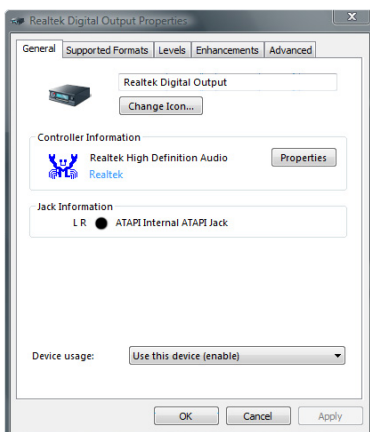 Realtek Digital Output Properties
General Supported Formats Levels Enhancements Advanced
Realtek Digital Output
Change Icon...
Controller Information
Realtek High Definition Audio Properties
Realtek
Jack Information
L R ATAPI Internal ATAPI Jack
Device usage: Use this device (enable)
OK Cancel Apply